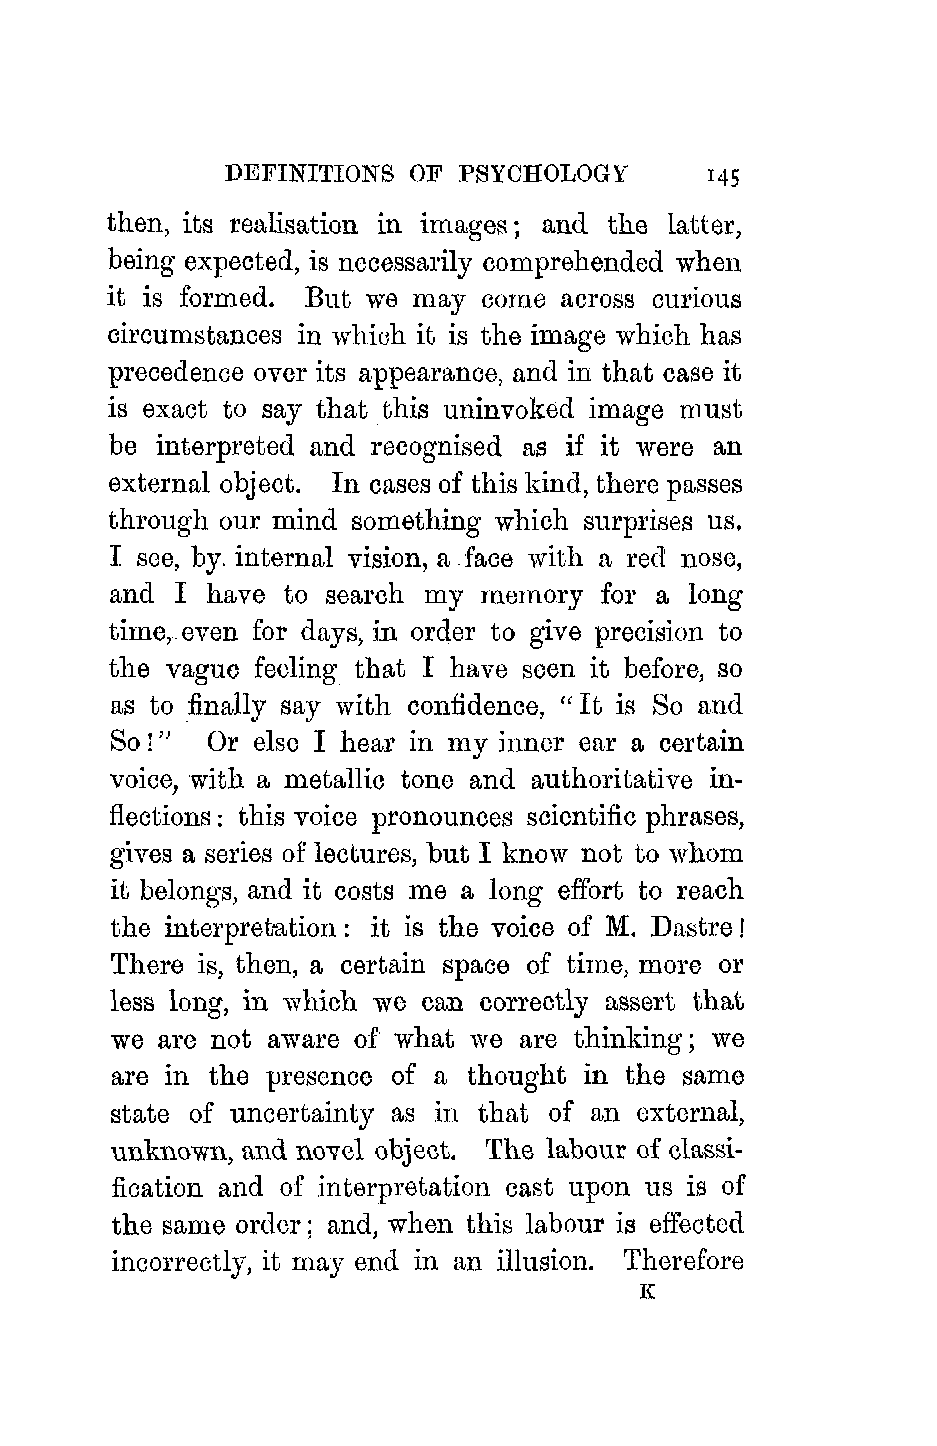 DEFINITIONS OF PSYCHOLOGY 145
then, its realisation in images; and the latter,
being expected, is necessarily comprehended when
it is formed. But we may come across curious
circumstances in which it is the image which has
precedence over its appearance, and in that case it
is exact to say that this uninvoked image must
be interpreted and recognised as if it were an
external object. In cases of this kind, there passes
through our mind something which surprises us.
I see, by internal vision, a face with a red nose,
and I have to search my memory for a long
time, even for days, in order to give precision to
the vague feeling that I have seen it before, so
as to finally say with confidence, "It is So and
So!" Or else I hear in my inner ear a certain
voice, with a metallic tone and authoritative in-
flections: this voice pronounces scientific phrases,
gives a series of lectures, but I know not to whom
it belongs, and it costs me a long effort to reach
the interpretation: it is the voice of M. Dastre!
There is, then, a certain space of time, more or
less long, in which we can correctly assert that
we are not aware of what we are thinking; we
are in the presence of a thought in the same
state of uncertainty as in that of an external,
unknown, and novel object. The labour of classi-
fication and of interpretation cast upon us is of
the same order; and, when this labour is effected
incorrectly, it may end in an illusion. Therefore
K